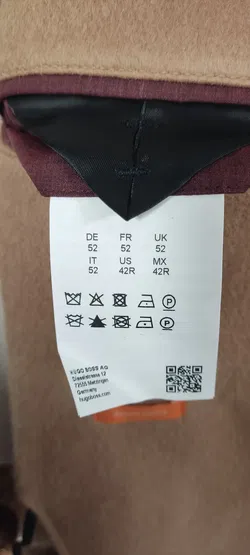 DE FR UK
52 52 52
IT US MX
52 42R 42R
HUGO BOSS AG
Dieselstrasse 12
72555 Metzingen
Germany
hugoboss.com